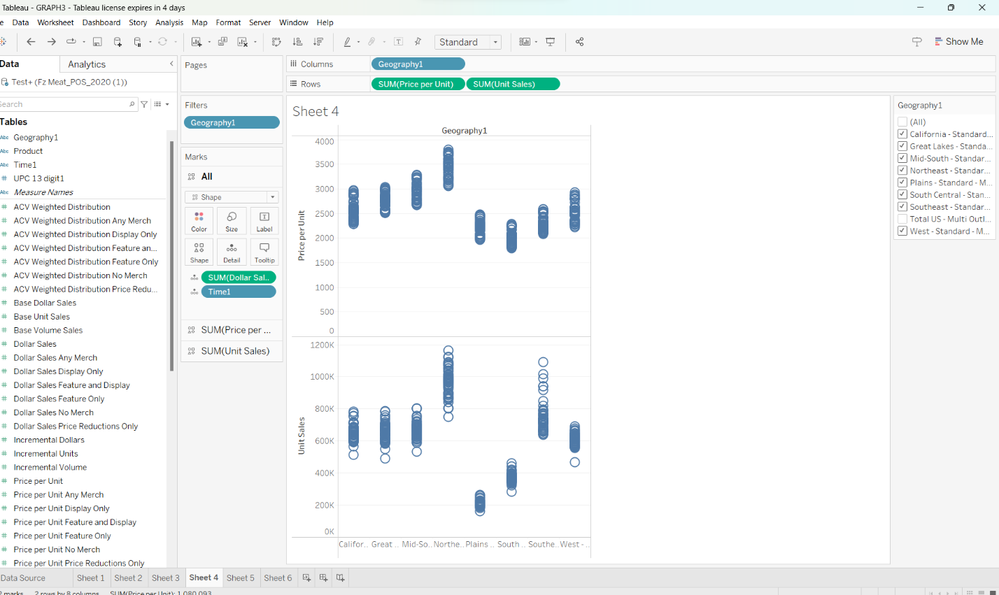 Tableau - GRAPH3 - Tableau license expires in 4 days
e Data Worksheet Dashboard Story Analysis Map Format Server Window Help
Standard
Show Me
Data
Analytics
Test+ (Fz Meat_POS_2020 (1))
Search
Tables
Abc Geography1
Abc Product
Abc Time1
# UPC 13 digit1
Abc Measure Names
# ACV Weighted Distribution
# ACV Weighted Distribution Any Merch
# ACV Weighted Distribution Display Only
# ACV Weighted Distribution Feature an...
# ACV Weighted Distribution Feature Only
# ACV Weighted Distribution No Merch
# ACV Weighted Distribution Price Redu...
# Base Dollar Sales
# Base Unit Sales
# Base Volume Sales
# Dollar Sales
# Dollar Sales Any Merch
# Dollar Sales Display Only
# Dollar Sales Feature and Display
# Dollar Sales Feature Only
# Dollar Sales No Merch
# Dollar Sales Price Reductions Only
# Incremental Dollars
# Incremental Units
# Incremental Volume
# Price per Unit
# Price per Unit Any Merch
# Price per Unit Display Only
# Price per Unit Feature and Display
# Price per Unit Feature Only
# Price per Unit No Merch
# Price per Unit Price Reductions Only
Pages
Filters
Geography1
Marks
All
Shape
Color Size Label
Shape Detail Tooltip
SUM(Dollar Sal..
Time1
SUM(Price per ...
SUM(Unit Sales)
Columns Geography1
Rows SUM(Price per Unit) SUM(Unit Sales)
Sheet 4
Geography1
Price per Unit
4000
3500
3000
2500
2000
1500
1000
500
0
Unit Sales
1200K
1000K
800K
600K
400K
200K
0K
Califor.. Great .. Mid-So.. Northe.. Plains .. South .. Southe.. West - ..
Geography1
(All)
California - Standard...
Great Lakes - Standa...
Mid-South - Standar...
Northeast - Standar...
Plains - Standard - M...
South Central - Stan...
Southeast - Standar...
Total US - Multi Outl...
West - Standard - M...
Data Source Sheet 1 Sheet 2 Sheet 3 Sheet 4 Sheet 5 Sheet 6
2 marks 2 rows by 8 columns SUM(Price per Unit): 1,080,093